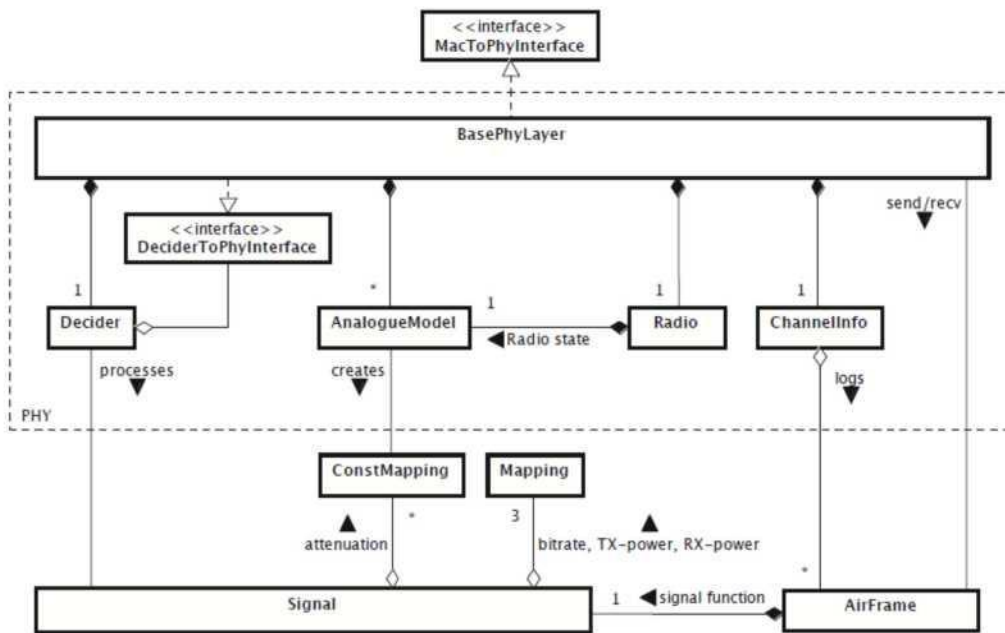 <<interface>>
MacToPhyInterface
BasePhyLayer
send/recv
<<interface>>
DeciderToPhyInterface
1
*
1
1
1
Decider
AnalogueModel
Radio
ChannelInfo
Radio state
processes
creates
logs
PHY
ConstMapping
Mapping
*
3
attenuation
bitrate, TX-power, RX-power
*
Signal
1
signal function
AirFrame